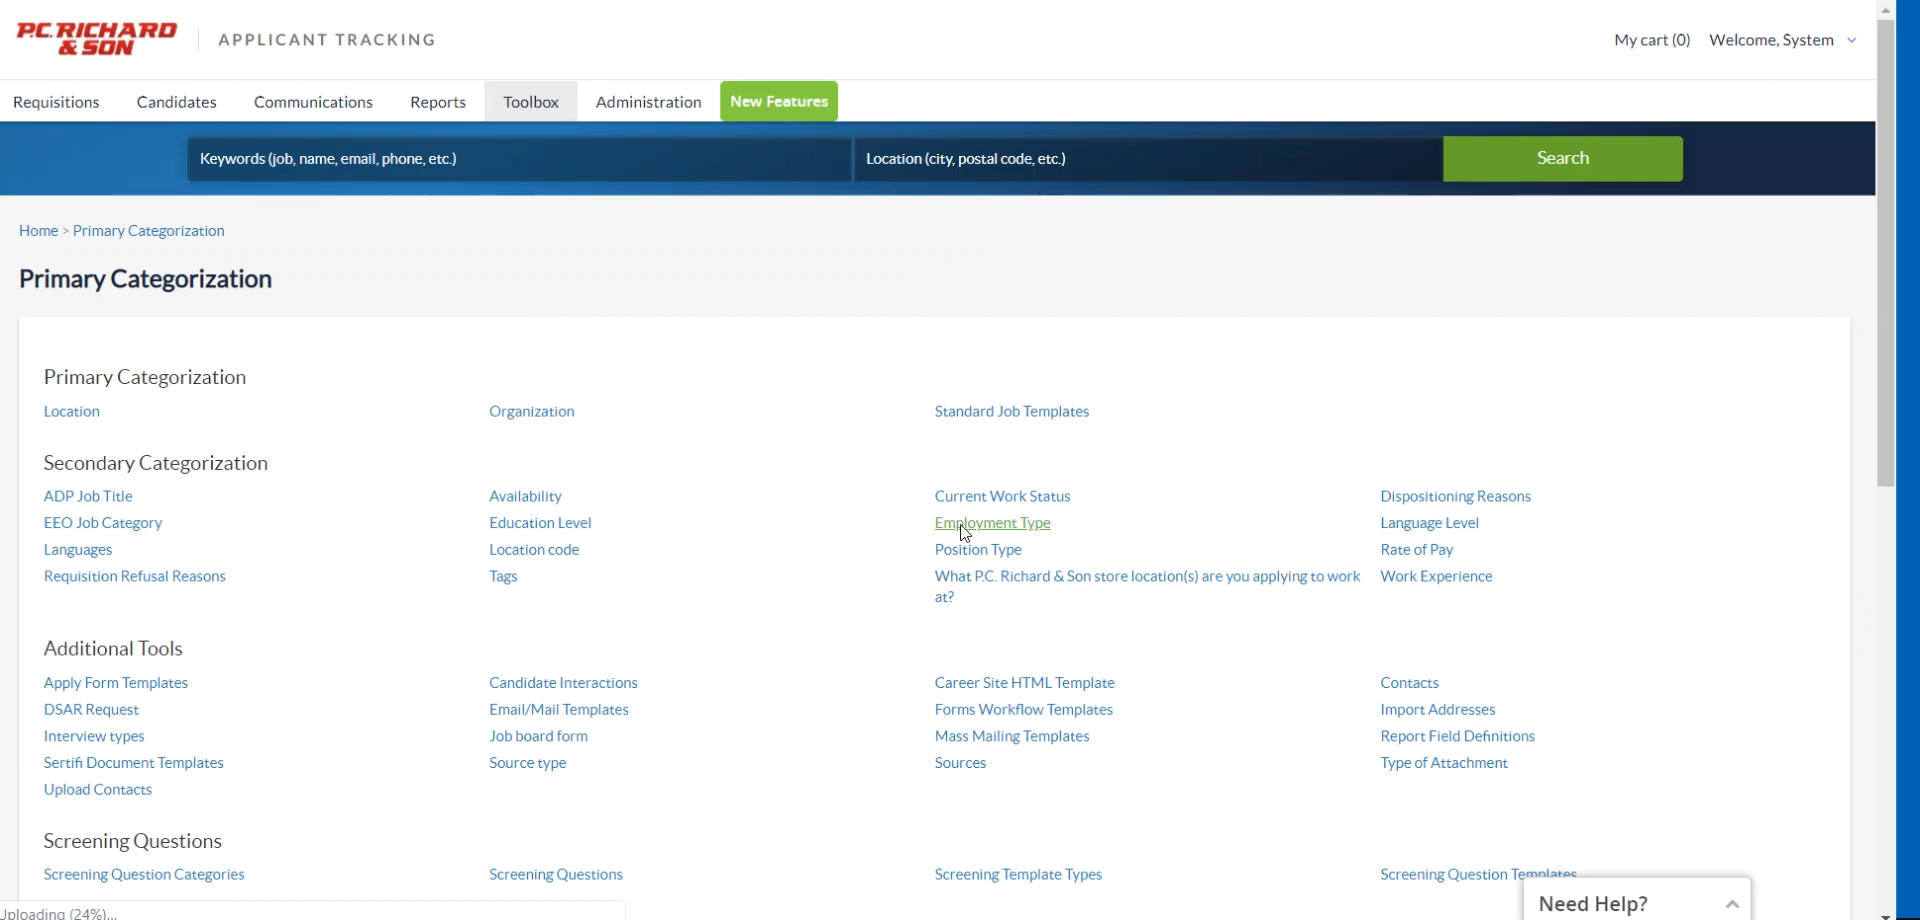 P.C. RICHARD
& SON
APPLICANT TRACKING
My cart (0)
Welcome, System
Requisitions
Candidates
Communications
Reports
Toolbox
Administration
New Features
Keywords (job, name, email, phone, etc.)
Location (city, postal code, etc.)
Search
Home > Primary Categorization
Primary Categorization
Primary Categorization
Location
Organization
Standard Job Templates
Secondary Categorization
ADP Job Title
Availability
Current Work Status
Dispositioning Reasons
EEO Job Category
Education Level
Employment Type
Language Level
Languages
Location code
Position Type
Rate of Pay
Requisition Refusal Reasons
Tags
What P.C. Richard & Son store location(s) are you applying to work
at?
Work Experience
Additional Tools
Apply Form Templates
Candidate Interactions
Career Site HTML Template
Contacts
DSAR Request
Email/Mail Templates
Forms Workflow Templates
Import Addresses
Interview types
Job board form
Mass Mailing Templates
Report Field Definitions
Sertifi Document Templates
Source type
Sources
Type of Attachment
Upload Contacts
Screening Questions
Screening Question Categories
Screening Questions
Screening Template Types
Screening Question Templates
Need Help?
Uploading (24%)...